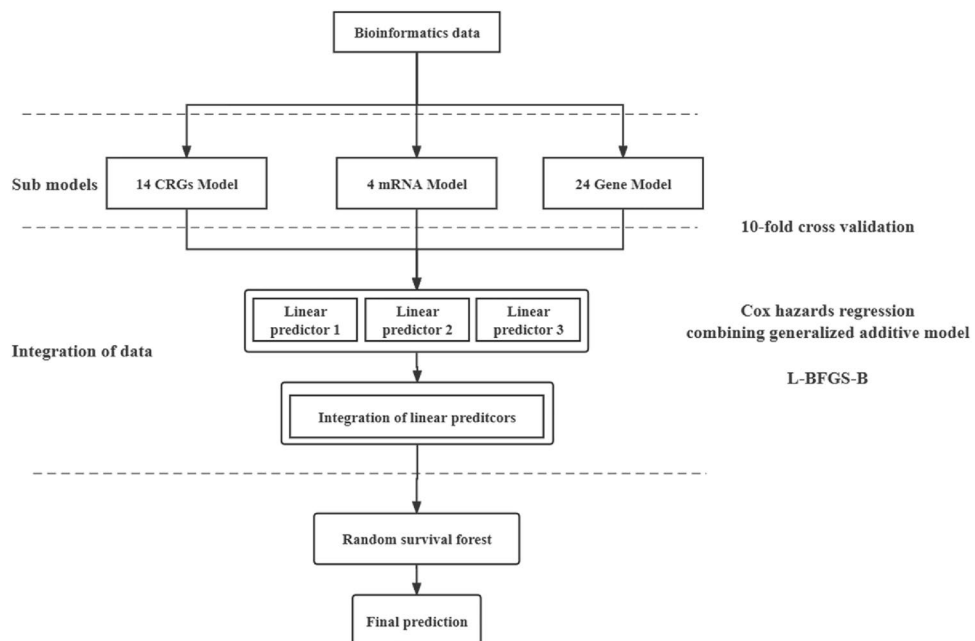 Bioinformatics data
Sub models
14 CRGs Model
4 mRNA Model
24 Gene Model
10-fold cross validation
Linear
predictor 1
Linear
predictor 2
Linear
predictor 3
Cox hazards regression
combining generalized additive model
Integration of data
L-BFGS-B
Integration of linear preditcors
Random survival forest
Final prediction